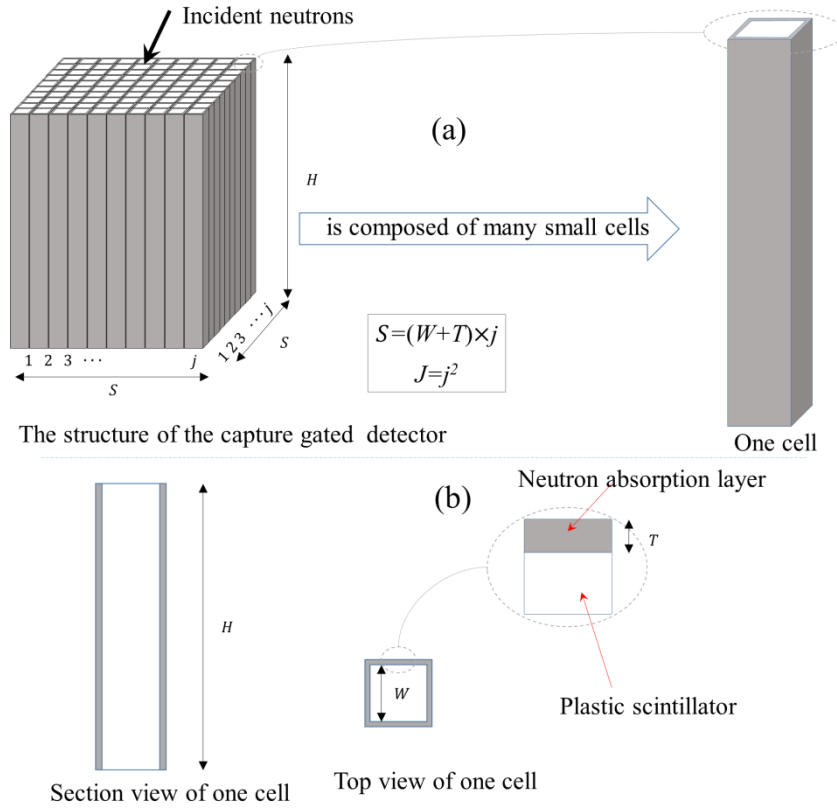 Incident neutrons
(a)
H
is composed of many small cells
S=(W+T)×j
J=j²
1 2 3 ··· j
S
1 2 3 ··· j
S
The structure of the capture gated detector
One cell
(b)
Neutron absorption layer
T
H
W
Plastic scintillator
Section view of one cell
Top view of one cell